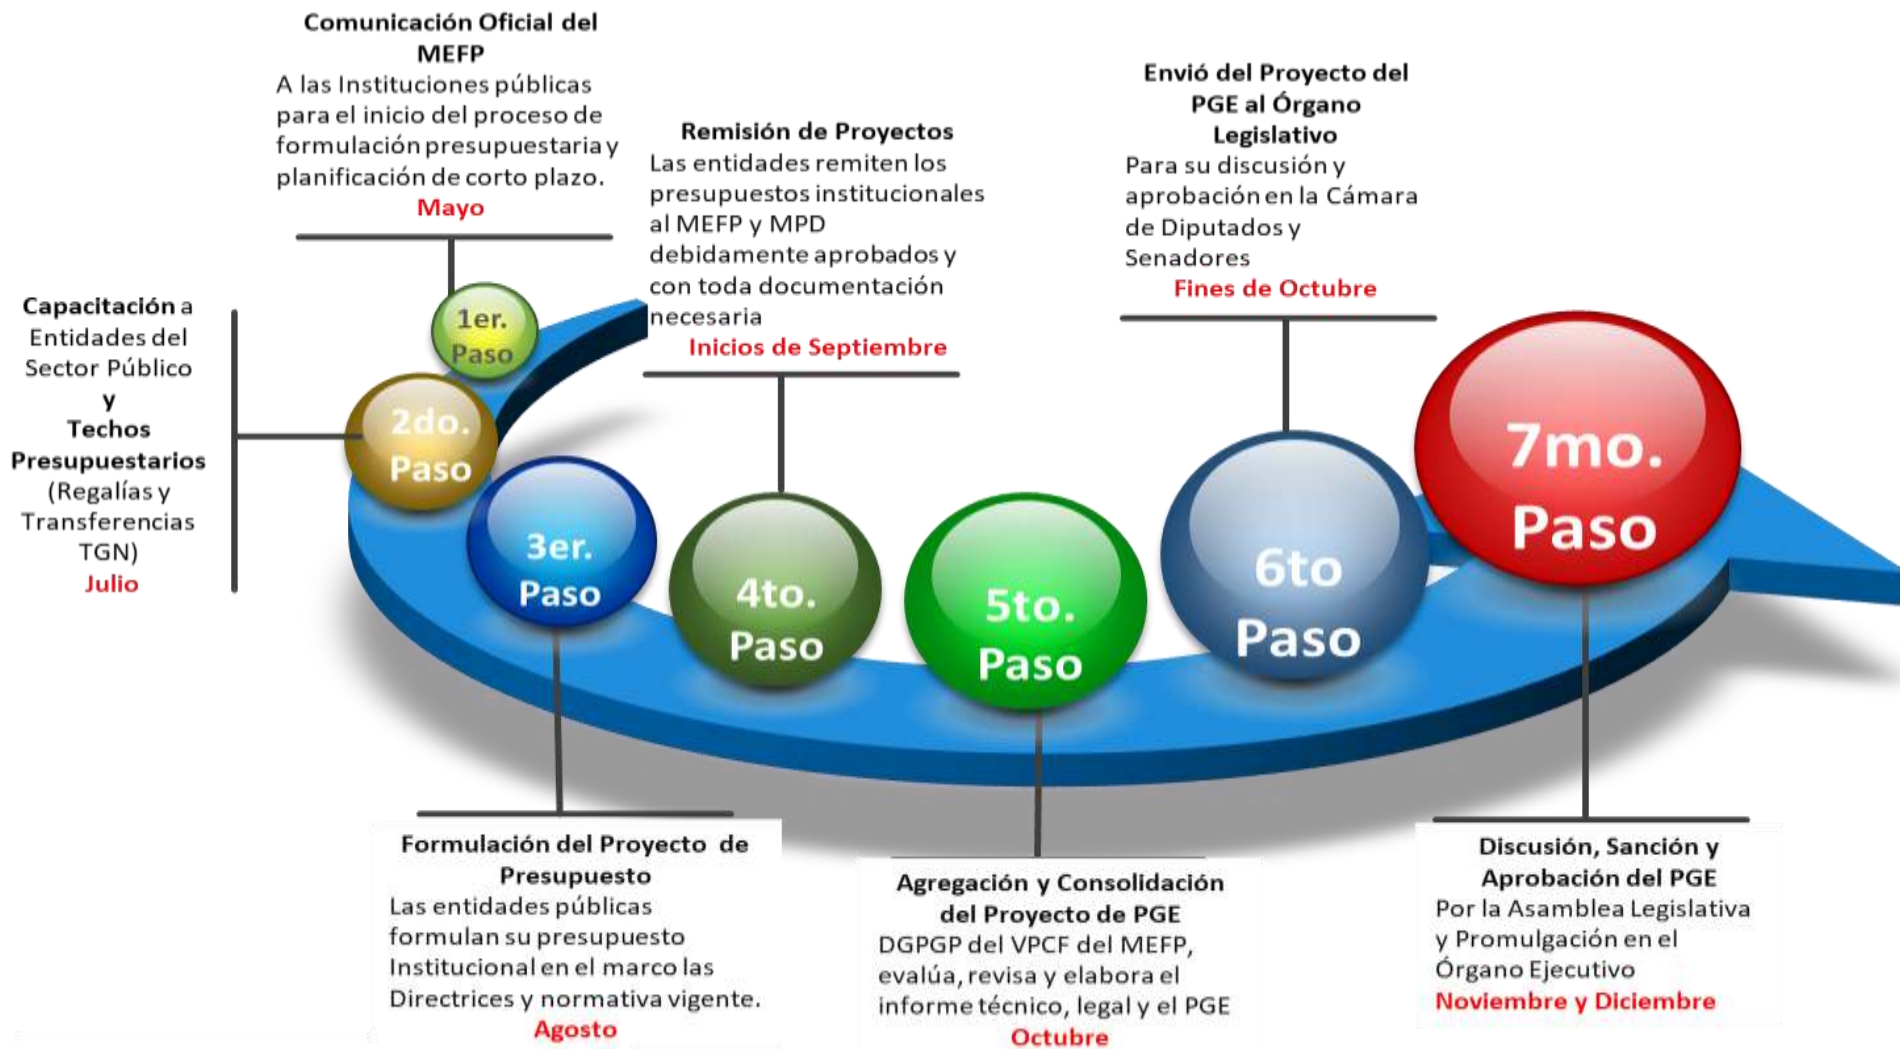 Comunicación Oficial del
MEFP
A las Instituciones públicas
para el inicio del proceso de
formulación presupuestaria y
planificación de corto plazo.
Mayo
1er.
Paso
Capacitación a
Entidades del
Sector Público
y
Techos
Presupuestarios
(Regalías y
Transferencias
TGN)
Julio
2do.
Paso
3er.
Paso
Formulación del Proyecto de
Presupuesto
Las entidades públicas
formulan su presupuesto
Institucional en el marco las
Directrices y normativa vigente.
Agosto
Remisión de Proyectos
Las entidades remiten los
presupuestos institucionales
al MEFP y MPD
debidamente aprobados y
con toda documentación
necesaria
Inicios de Septiembre
4to.
Paso
5to.
Paso
Agregación y Consolidación
del Proyecto de PGE
DGPGP del VPCF del MEFP,
evalúa, revisa y elabora el
informe técnico, legal y el PGE
Octubre
Envió del Proyecto del
PGE al Órgano
Legislativo
Para su discusión y
aprobación en la Cámara
de Diputados y
Senadores
Fines de Octubre
6to
Paso
7mo.
Paso
Discusión, Sanción y
Aprobación del PGE
Por la Asamblea Legislativa
y Promulgación en el
Órgano Ejecutivo
Noviembre y Diciembre